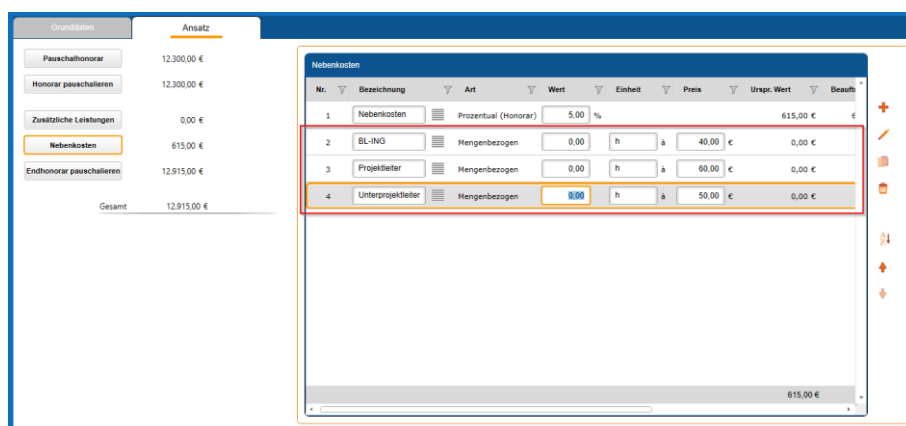 Grunddaten Ansatz
Pauschalhonorar 12.300,00 €
Honorar pauschalieren 12.300,00 €
Zusätzliche Leistungen 0,00 €
Nebenkosten 615,00 €
Endhonorar pauschalieren 12.915,00 €
Gesamt 12.915,00 €
Nebenkosten
Nr. Bezeichnung Art Wert Einheit Preis Urspr. Wert Beauft
1 Nebenkosten Prozentual (Honorar) 5,00 % 615,00 €
2 BL-ING Mengenbezogen 0,00 h à 40,00 € 0,00 €
3 Projektleiter Mengenbezogen 0,00 h à 60,00 € 0,00 €
4 Unterprojektleiter Mengenbezogen 0,00 h à 50,00 € 0,00 €
615,00 €